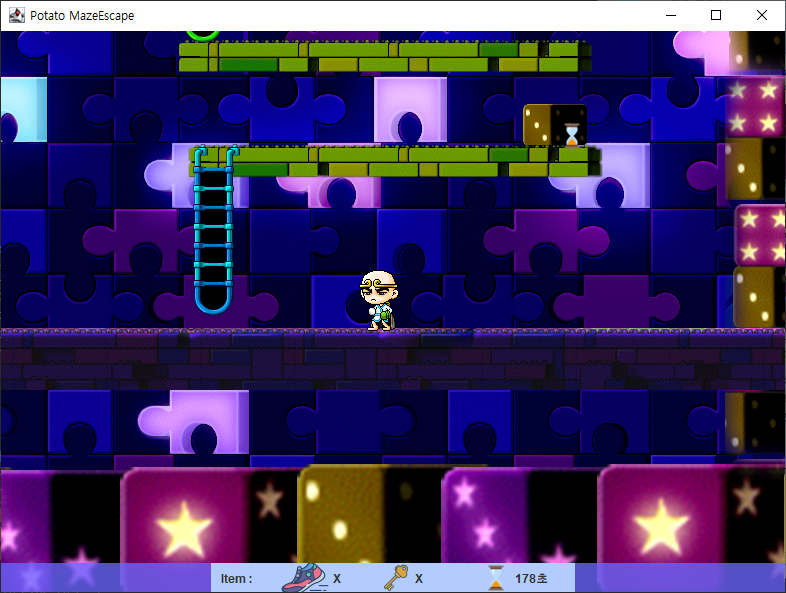 Potato MazeEscape
Item : X X 178초